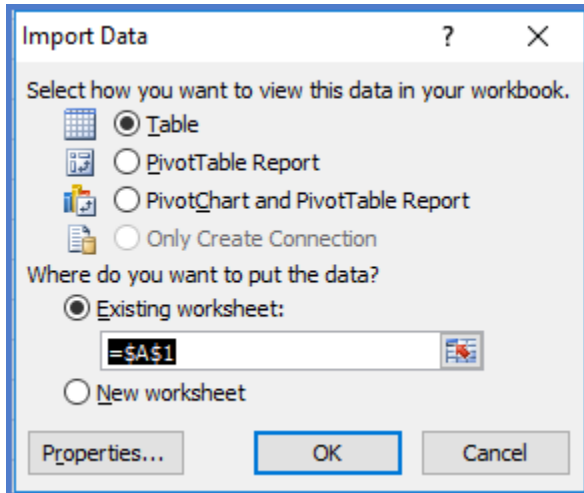 Import Data
?
Select how you want to view this data in your workbook.
Table
PivotTable Report
PivotChart and PivotTable Report
Only Create Connection
Where do you want to put the data?
Existing worksheet:
=$A$1
New worksheet
Properties... OK Cancel